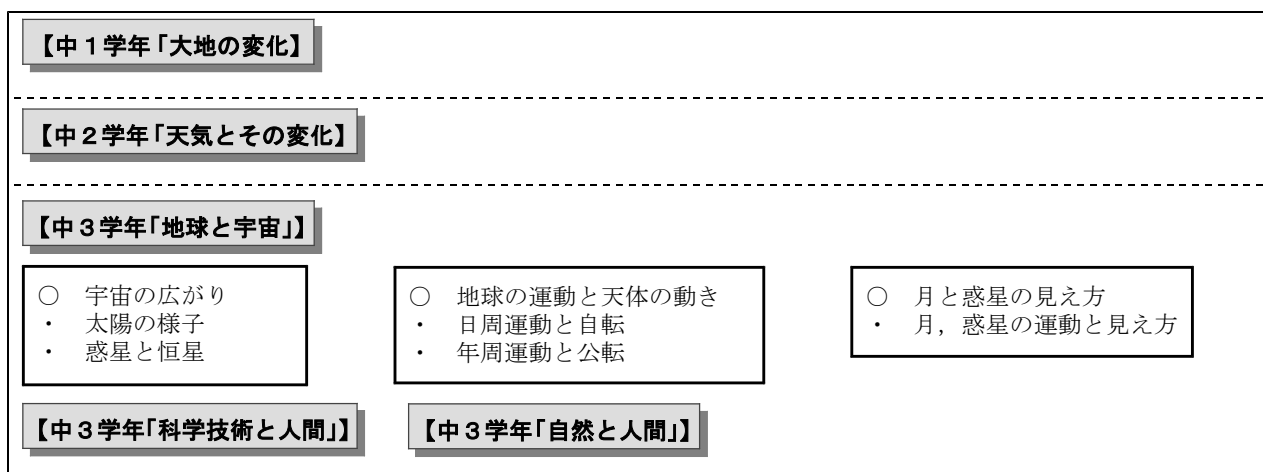 【中１学年「大地の変化】
【中２学年「天気とその変化】
【中３学年「地球と宇宙」】
○　宇宙の広がり
・　太陽の様子
・　惑星と恒星
○　地球の運動と天体の動き
・　日周運動と自転
・　年周運動と公転
○　月と惑星の見え方
・　月，惑星の運動と見え方
【中３学年「科学技術と人間」】
【中３学年「自然と人間」】